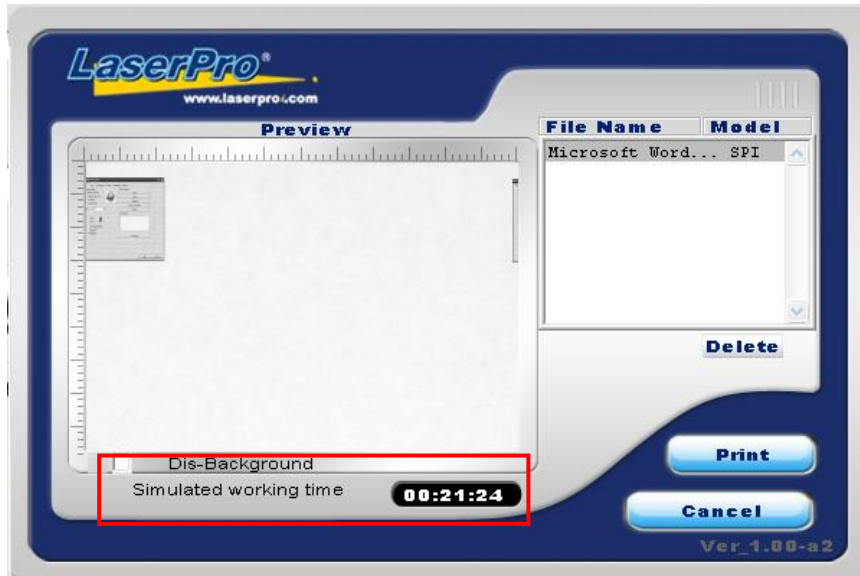 LaserPro®
www.laserpro.com
Preview
File Name Model
Microsoft Word... SPI
Delete
Dis-Background
Simulated working time 00:21:24
Print
Cancel
Ver_1.00-a2